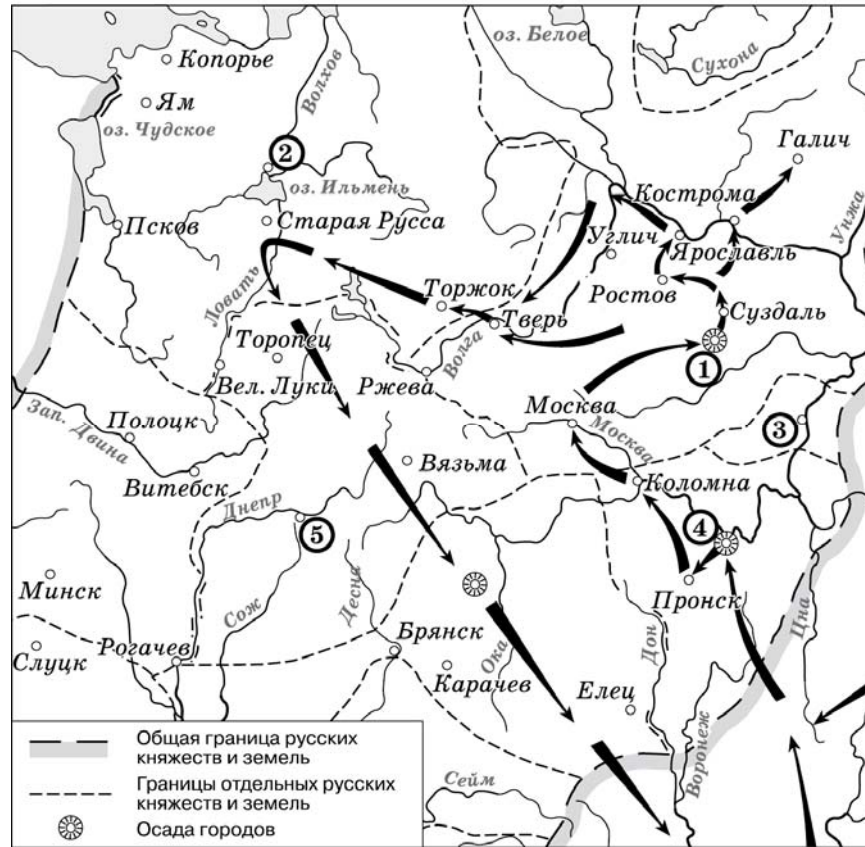 оз. Белое
Сухона
Копорье
Волхов
Ям
оз. Чудское
Галич
2
оз. Ильмень
Кострома
Унжа
Псков
Старая Русса
Углич
Ярославль
Ловать
Торжок
Ростов
Суздаль
Тверь
Торопец
Волга
1
Вел. Луки
Ржева
Москва
Зап. Двина
Полоцк
Москва
3
Витебск
Вязьма
Коломна
Днепр
5
4
Минск
Сож
Десна
Пронск
Цна
Слуцк
Рогачев
Брянск
Ока
Дон
Карачев
Елец
Воронеж
Сейм
Общая граница русских
княжеств и земель
Границы отдельных русских
княжеств и земель
Осада городов